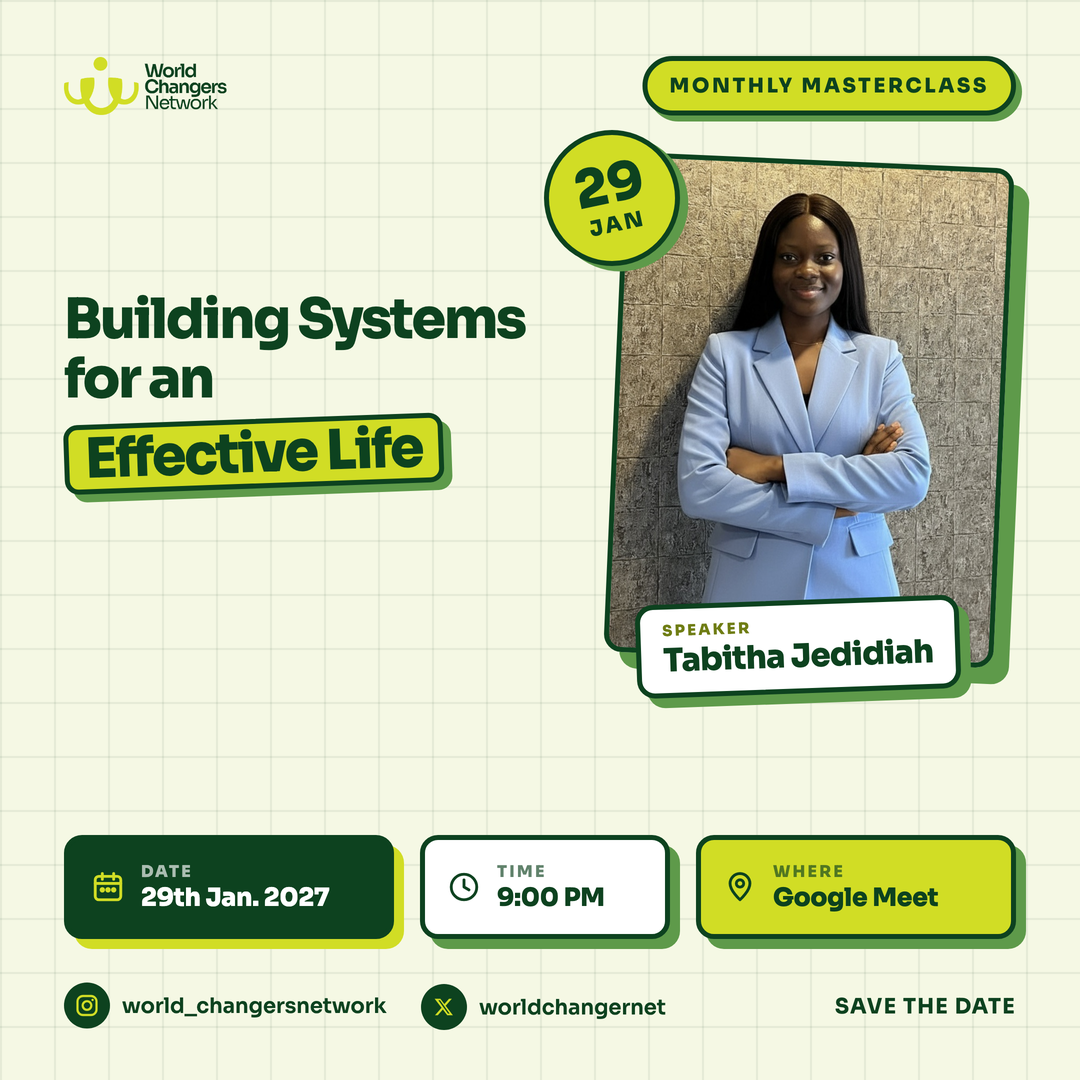 World
Changers
Network
MONTHLY MASTERCLASS
29
JAN
Building Systems
for an
Effective Life
SPEAKER
Tabitha Jedidiah
DATE
29th Jan. 2027
TIME
9:00 PM
WHERE
Google Meet
world_changersnetwork
worldchangernet
SAVE THE DATE